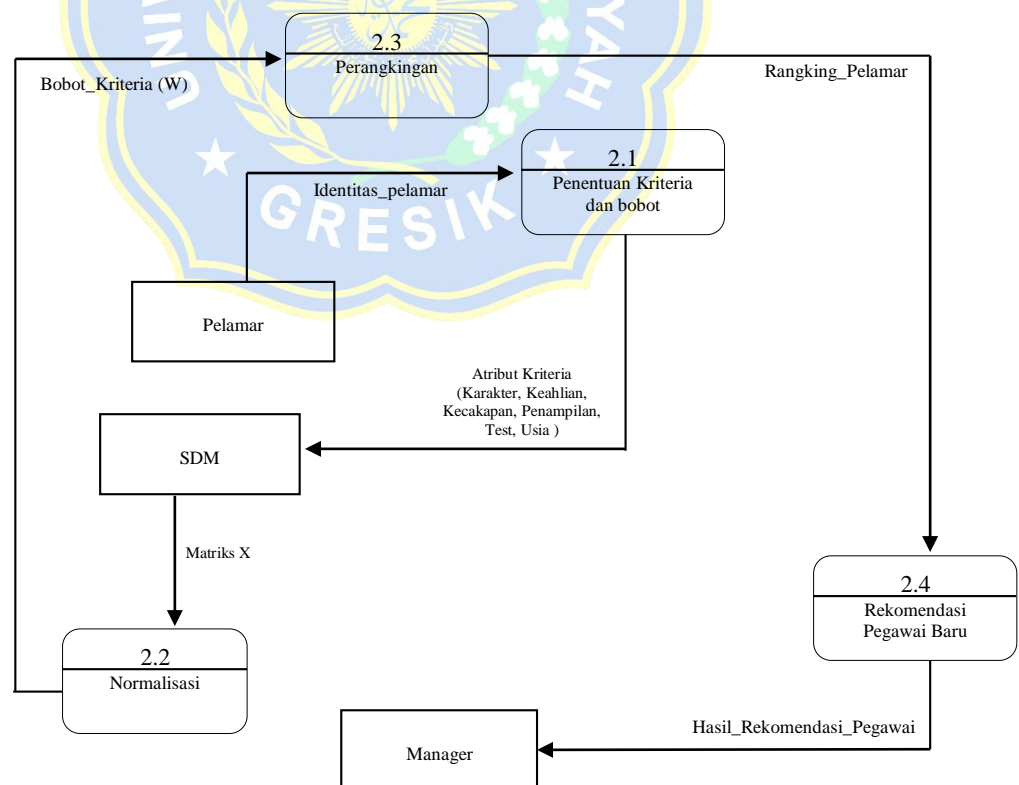 2.3
Perangkingan
Bobot_Kriteria (W)
Rangking_Pelamar
2.1
Penentuan Kriteria
dan bobot
Identitas_pelamar
GRESIK
Pelamar
Atribut Kriteria
(Karakter, Keahlian,
Kecakapan, Penampilan,
Test, Usia )
SDM
Matriks X
2.4
Rekomendasi
Pegawai Baru
2.2
Normalisasi
Hasil_Rekomendasi_Pegawai
Manager